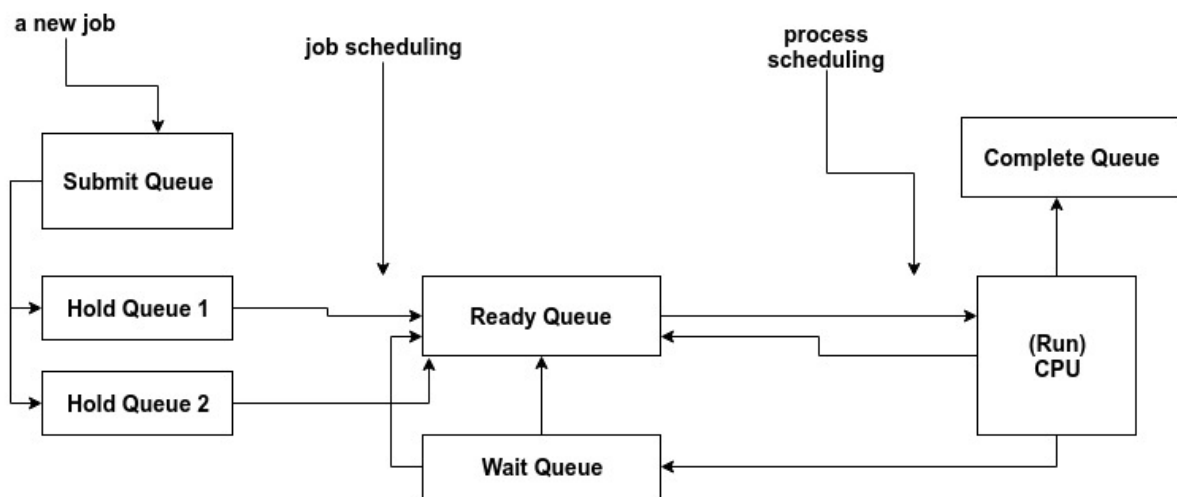 a new job
job scheduling
process
scheduling
Submit Queue
Complete Queue
Hold Queue 1
Ready Queue
(Run)
CPU
Hold Queue 2
Wait Queue